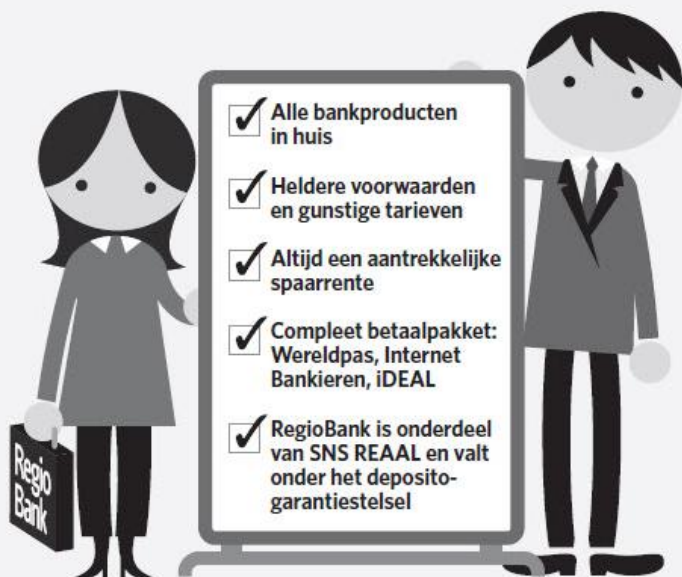 Alle bankproducten
in huis
Heldere voorwaarden
en gunstige tarieven
Altijd een aantrekkelijke
spaarrente
Compleet betaalpakket:
Wereldpas, Internet
Bankieren, iDEAL
RegioBank is onderdeel
van SNS REAAL en valt
onder het deposito-
garantiestelsel
Regio
Bank